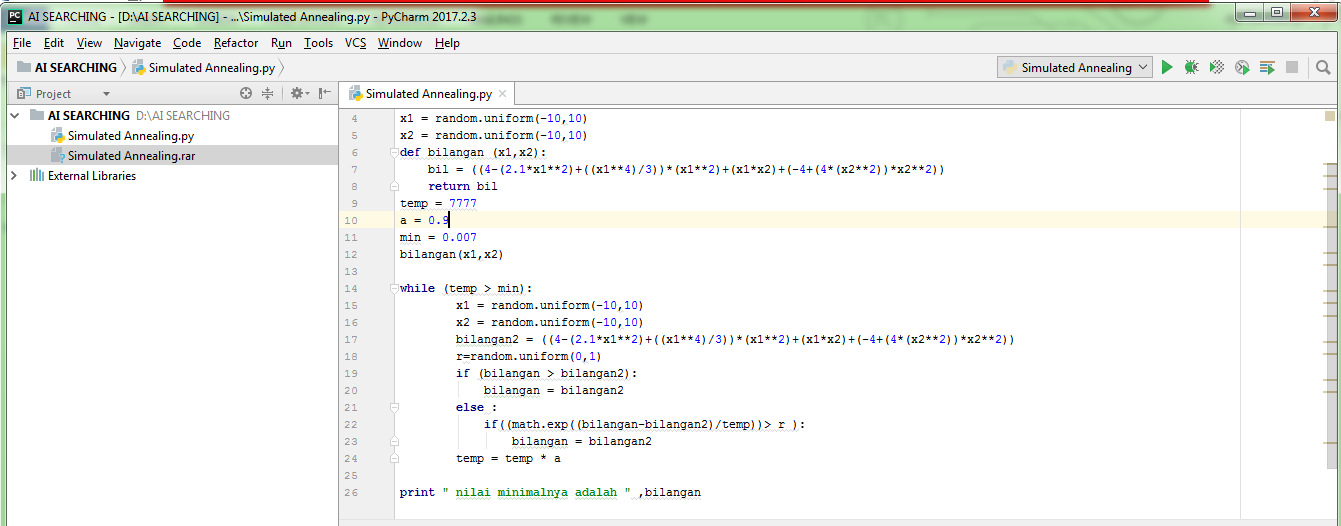 AI SEARCHING - [D:\AI SEARCHING] - ...\Simulated Annealing.py - PyCharm 2017.2.3
File Edit View Navigate Code Refactor Run Tools VCS Window Help
AI SEARCHING Simulated Annealing.py Simulated Annealing
Project
AI SEARCHING D:\AI SEARCHING
Simulated Annealing.py
Simulated Annealing.rar
External Libraries
Simulated Annealing.py
4 x1 = random.uniform(-10,10)
5 x2 = random.uniform(-10,10)
6 def bilangan (x1,x2):
7 bil = ((4-(2.1*x1**2)+((x1**4)/3))*(x1**2)+(x1*x2)+(-4+(4*(x2**2))*x2**2))
8 return bil
9 temp = 7777
10 a = 0.9
11 min = 0.007
12 bilangan(x1,x2)
13
14 while (temp > min):
15 x1 = random.uniform(-10,10)
16 x2 = random.uniform(-10,10)
17 bilangan2 = ((4-(2.1*x1**2)+((x1**4)/3))*(x1**2)+(x1*x2)+(-4+(4*(x2**2))*x2**2))
18 r=random.uniform(0,1)
19 if (bilangan > bilangan2):
20 bilangan = bilangan2
21 else :
22 if((math.exp((bilangan-bilangan2)/temp))> r ):
23 bilangan = bilangan2
24 temp = temp * a
25
26 print " nilai minimalnya adalah " ,bilangan